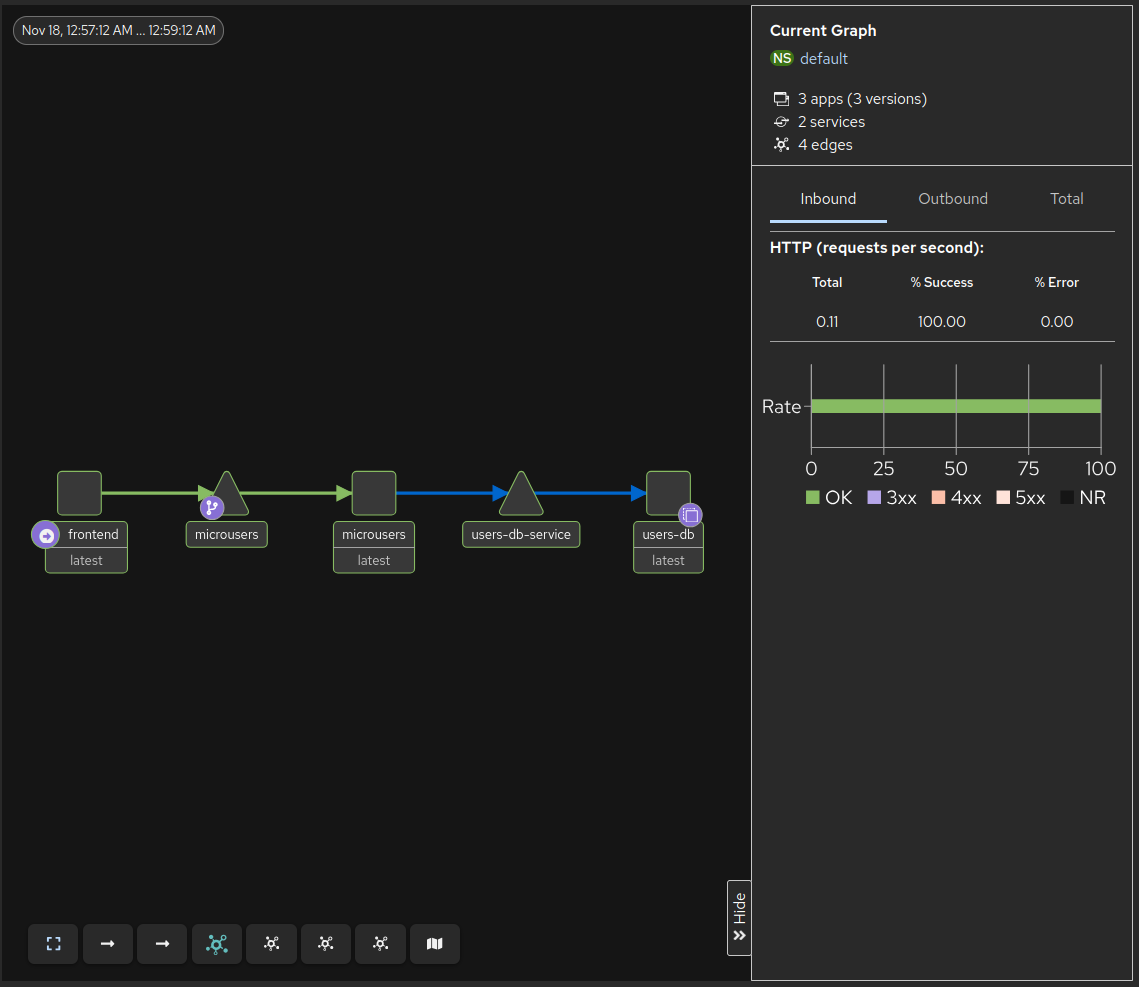 Nov 18, 12:57:12 AM ... 12:59:12 AM
frontend
latest
microusers
microusers
latest
users-db-service
users-db
latest
Hide
Current Graph
NS default
3 apps (3 versions)
2 services
4 edges
Inbound Outbound Total
HTTP (requests per second):
Total % Success % Error
0.11 100.00 0.00
Rate
0 25 50 75 100
OK 3xx 4xx 5xx NR